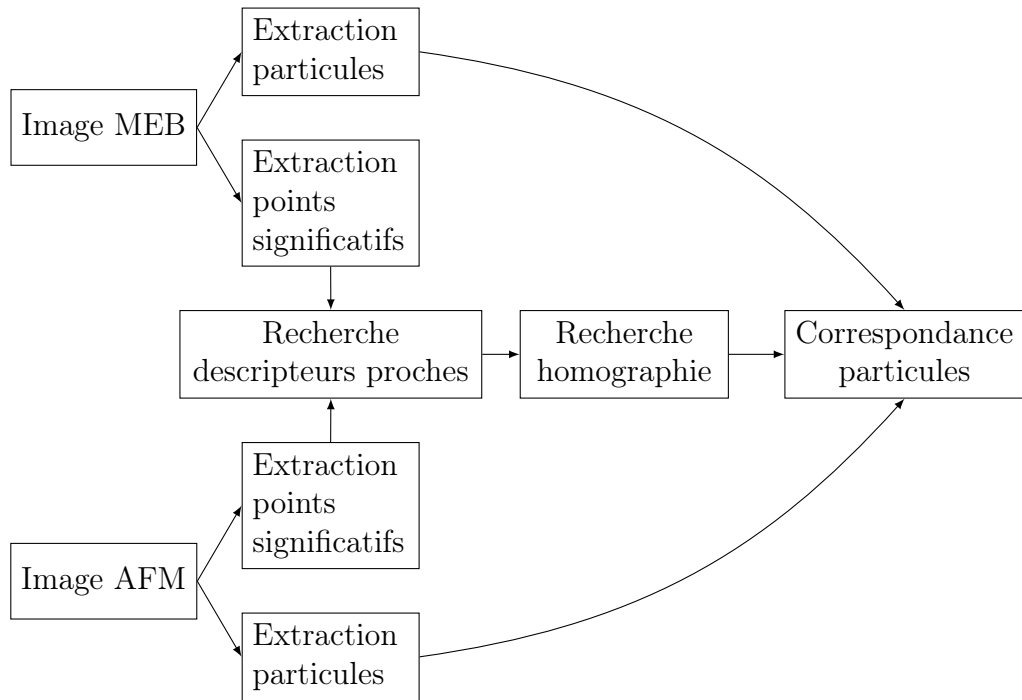 Extraction
particules
Image MEB
Extraction
points
significatifs
Recherche
descripteurs proches
Recherche
homographie
Correspondance
particules
Extraction
points
significatifs
Image AFM
Extraction
particules